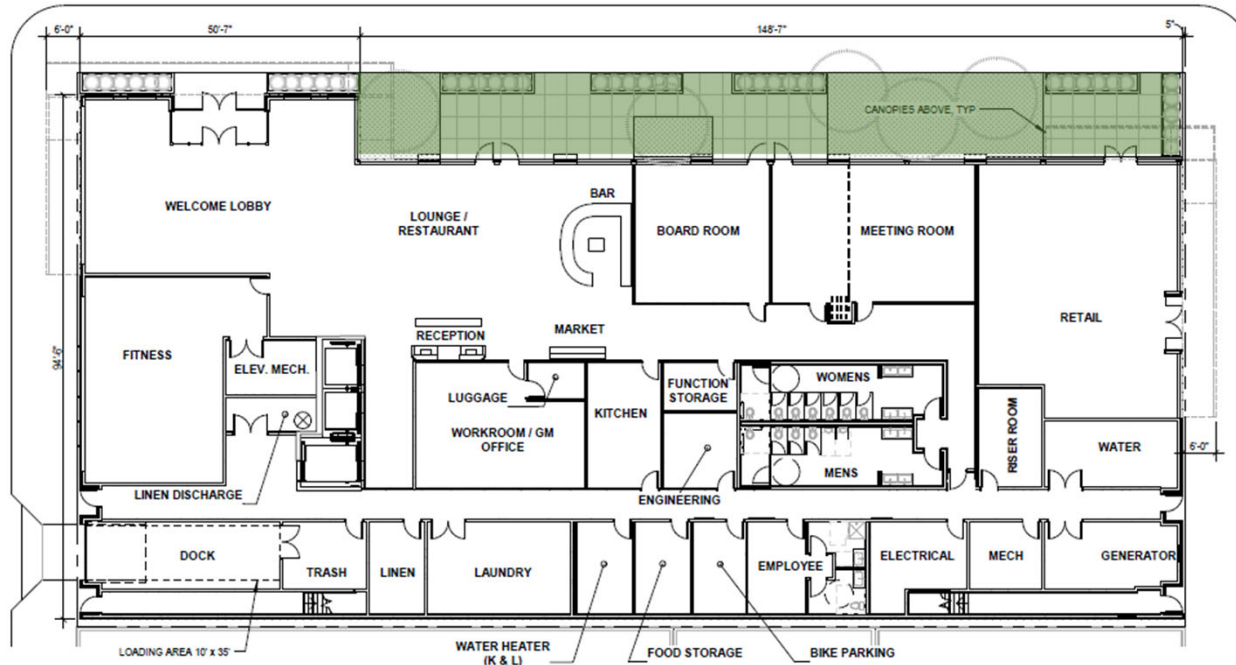 6'-0"
50'-7"
148'-7"
5"
CANOPIES ABOVE, TYP
WELCOME LOBBY
LOUNGE /
RESTAURANT
BAR
BOARD ROOM
MEETING ROOM
RETAIL
94'-6"
FITNESS
ELEV. MECH.
RECEPTION
MARKET
LUGGAGE
WORKROOM / GM
OFFICE
KITCHEN
FUNCTION
STORAGE
WOMENS
MENS
RISER ROOM
WATER
6'-0"
LINEN DISCHARGE
ENGINEERING
DOCK
TRASH
LINEN
LAUNDRY
EMPLOYEE
ELECTRICAL
MECH
GENERATOR
LOADING AREA 10' x 35'
WATER HEATER
(K & L)
FOOD STORAGE
BIKE PARKING